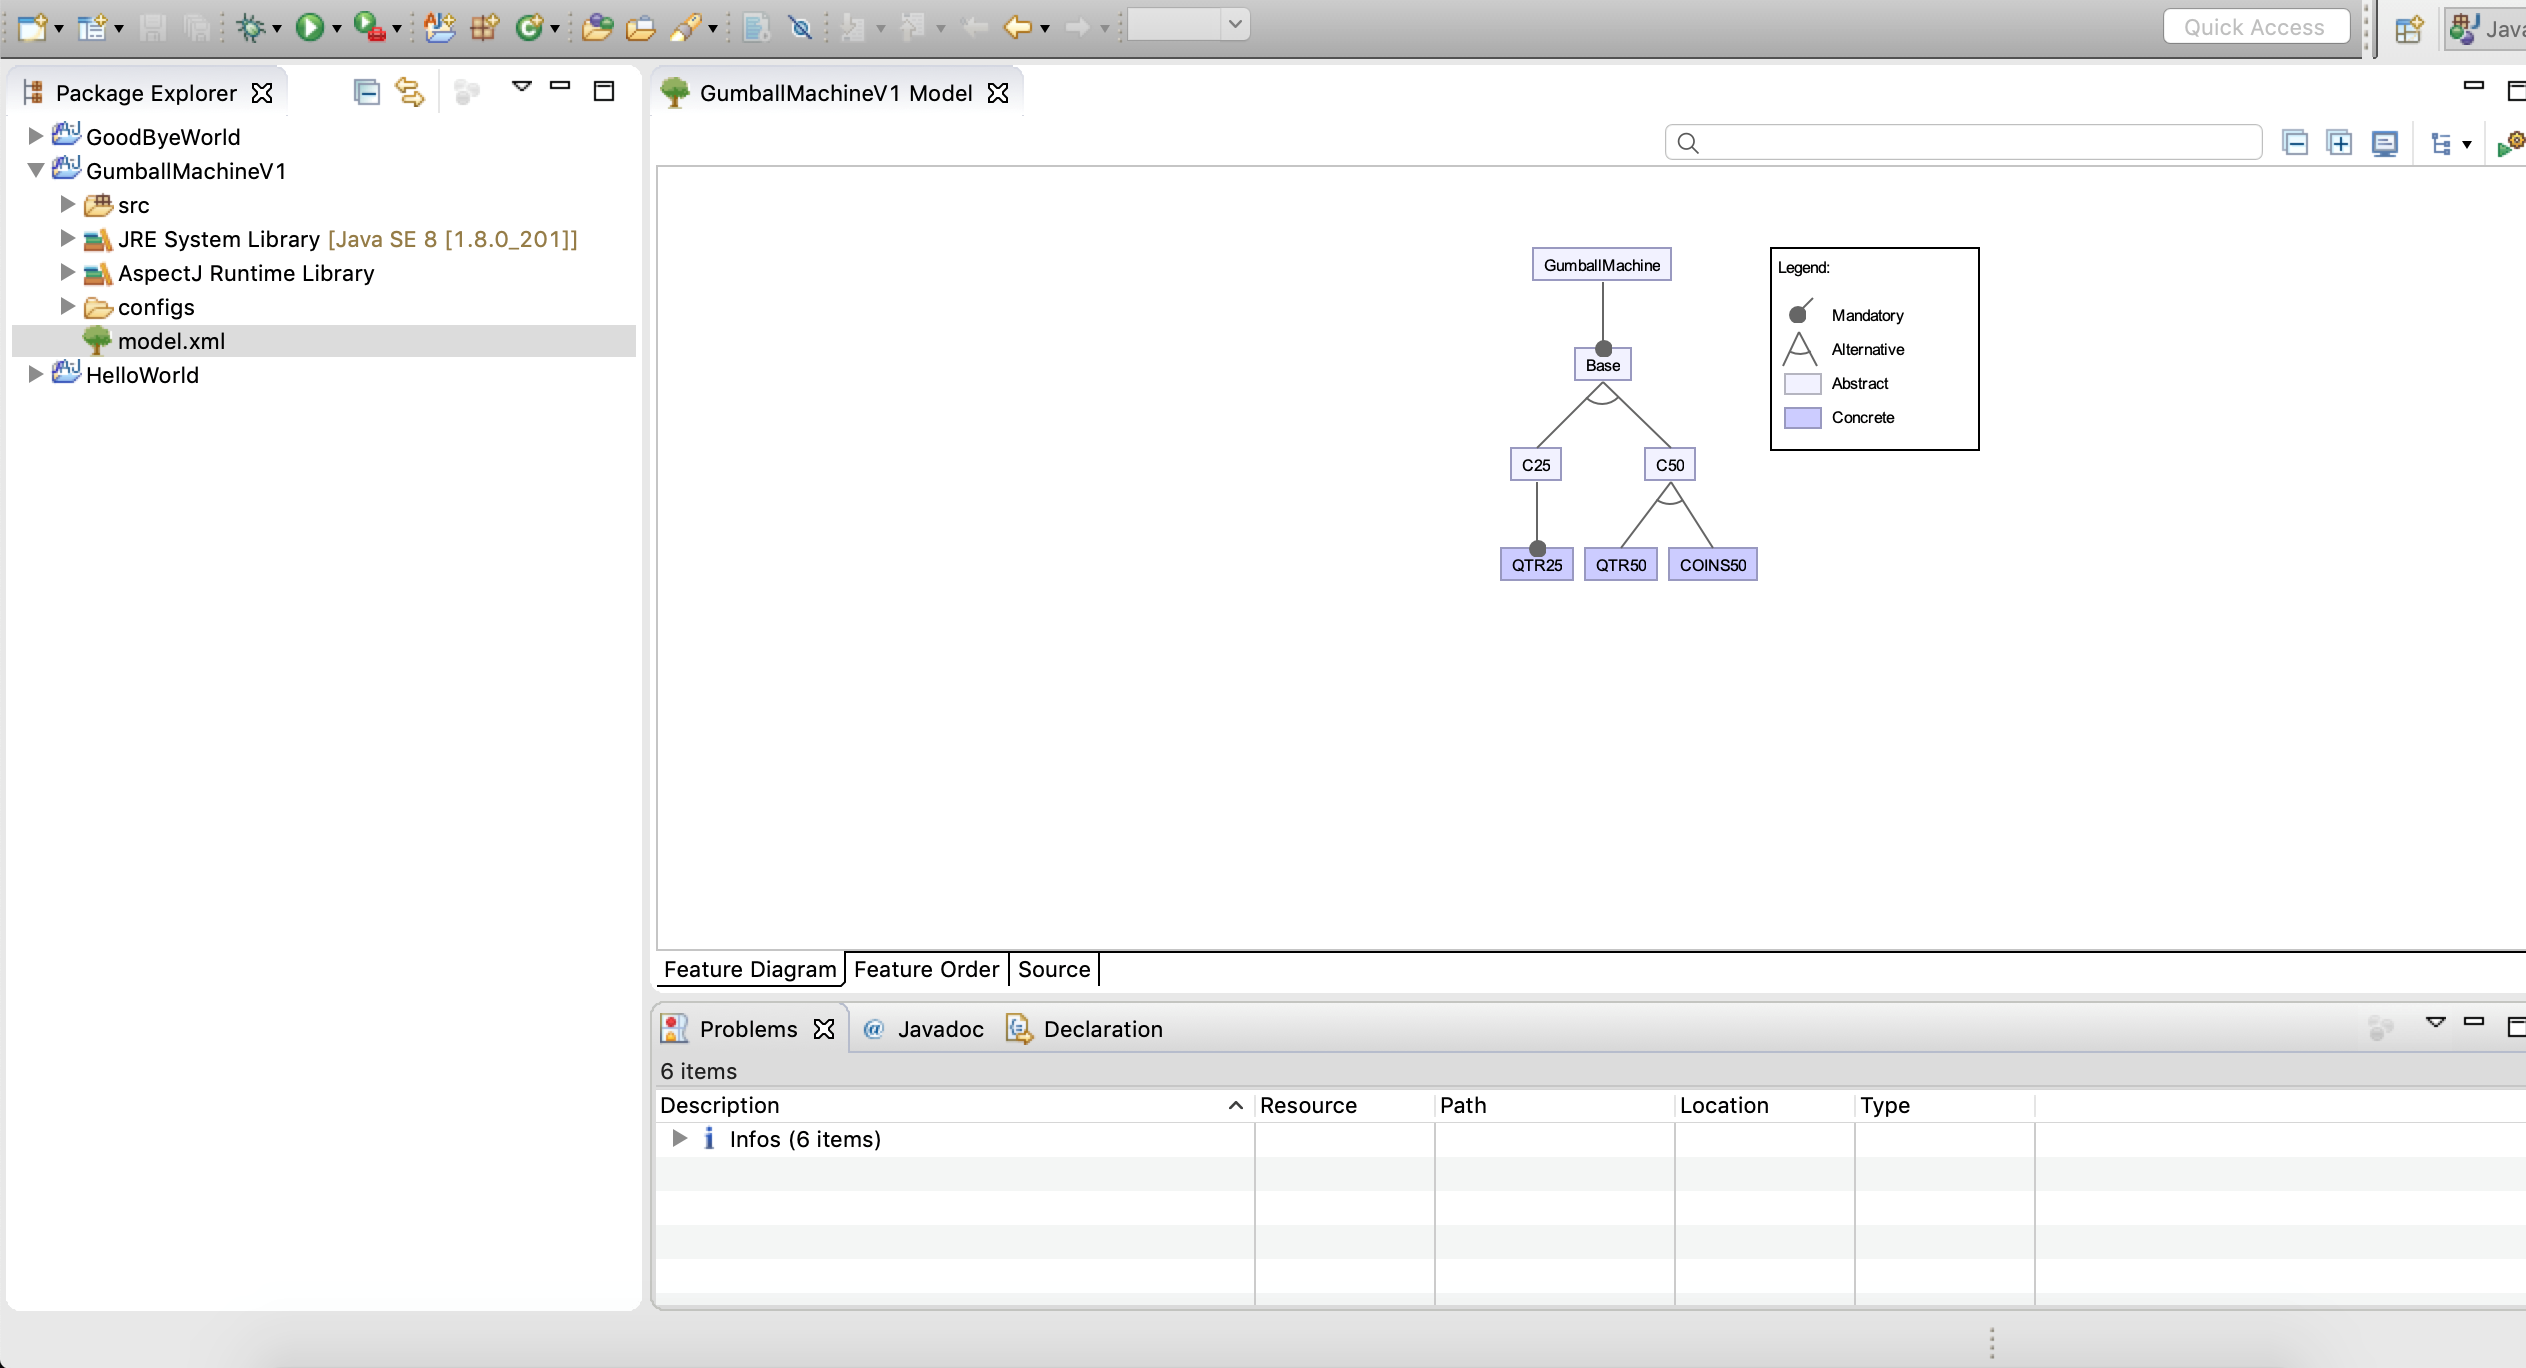 Quick Access
Java
Package Explorer
GoodByeWorld
GumballMachineV1
src
JRE System Library [Java SE 8 [1.8.0_201]]
AspectJ Runtime Library
configs
model.xml
HelloWorld
GumballMachineV1 Model
GumballMachine
Base
C25 C50
QTR25 QTR50 COINS50
Legend:
Mandatory
Alternative
Abstract
Concrete
Feature Diagram Feature Order Source
Problems @ Javadoc Declaration
6 items
Description Resource Path Location Type
i Infos (6 items)